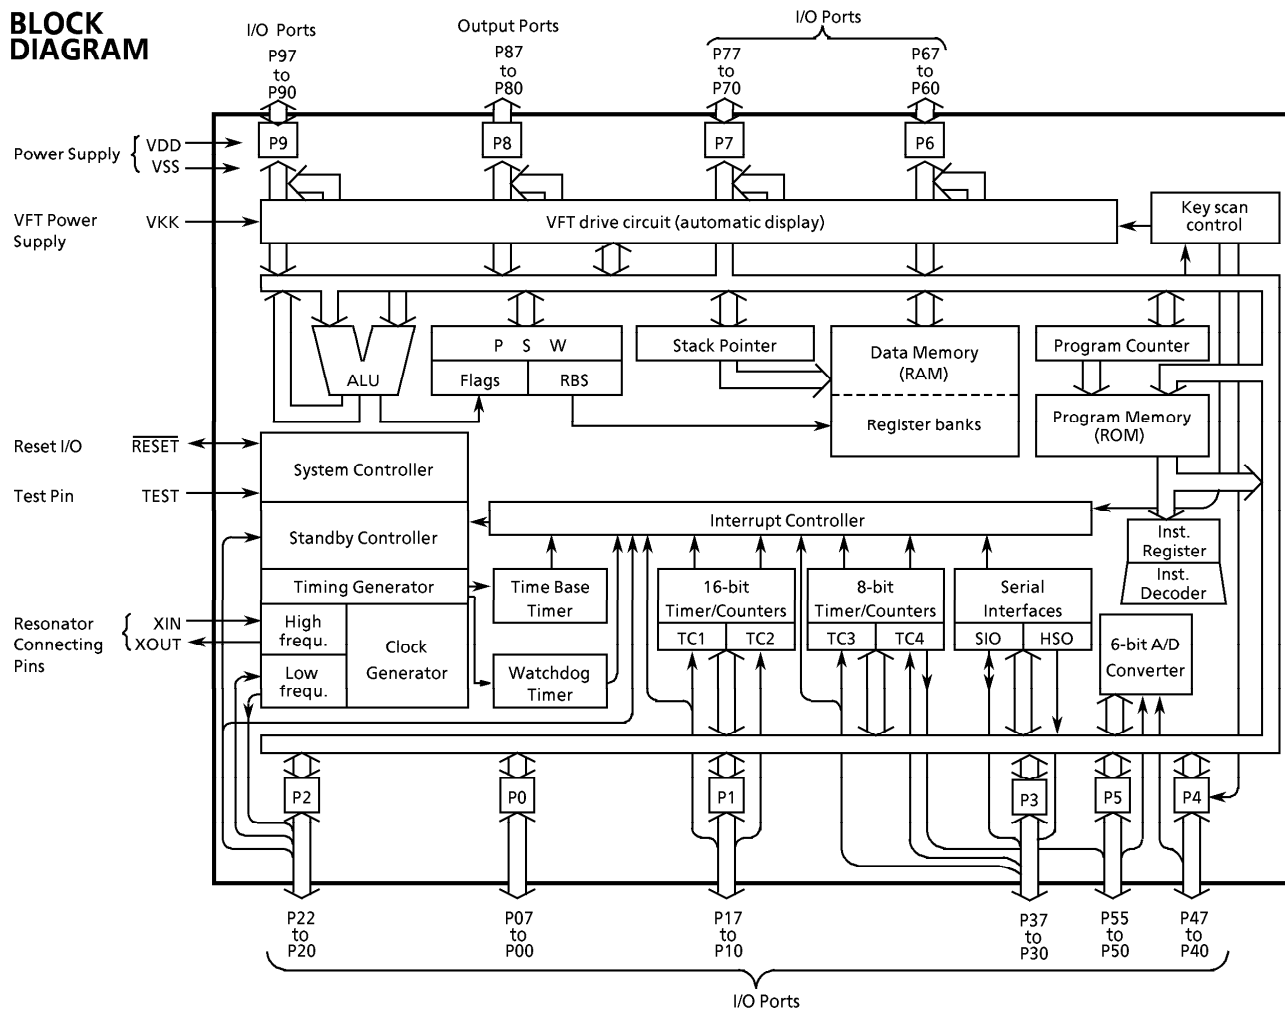 BLOCK
DIAGRAM
I/O Ports
Output Ports
I/O Ports
P97
to
P90
P87
to
P80
P77
to
P70
P67
to
P60
Power Supply
VDD
VSS
P9
P8
P7
P6
VFT Power
Supply
VKK
VFT drive circuit (automatic display)
Key scan
control
ALU
P S W
Flags
RBS
Stack Pointer
Data Memory
(RAM)
Register banks
Program Counter
Program Memory
(ROM)
Reset I/O
RESET
System Controller
Test Pin
TEST
Standby Controller
Interrupt Controller
Inst.
Register
Inst.
Decoder
Timing Generator
Time Base
Timer
16-bit
Timer/Counters
TC1
TC2
8-bit
Timer/Counters
TC3
TC4
Serial
Interfaces
SIO
HSO
6-bit A/D
Converter
Resonator
Connecting
Pins
XIN
XOUT
High
frequ.
Low
frequ.
Clock
Generator
Watchdog
Timer
P2
P0
P1
P3
P5
P4
P22
to
P20
P07
to
P00
P17
to
P10
P37
to
P30
P55
to
P50
P47
to
P40
I/O Ports